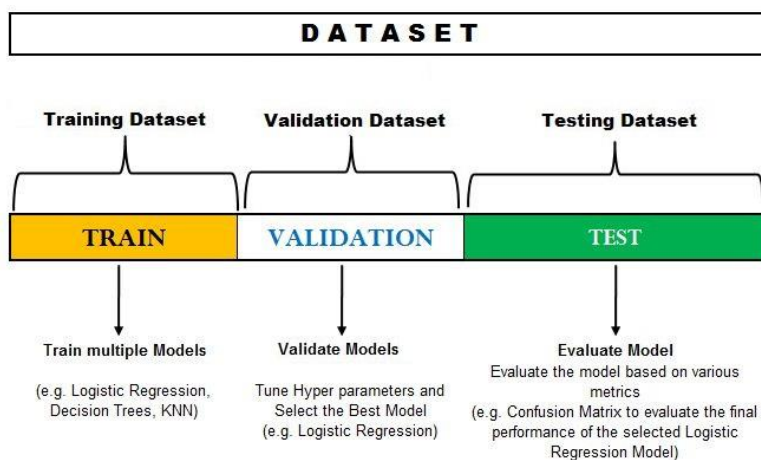 DATASET
Training Dataset
Validation Dataset
Testing Dataset
TRAIN
VALIDATION
TEST
Train multiple Models
(e.g. Logistic Regression,
Decision Trees, KNN)
Validate Models
Tune Hyper parameters and
Select the Best Model
(e.g. Logistic Regression)
Evaluate Model
Evaluate the model based on various
metrics
(e.g. Confusion Matrix to evaluate the final
performance of the selected Logistic
Regression Model)